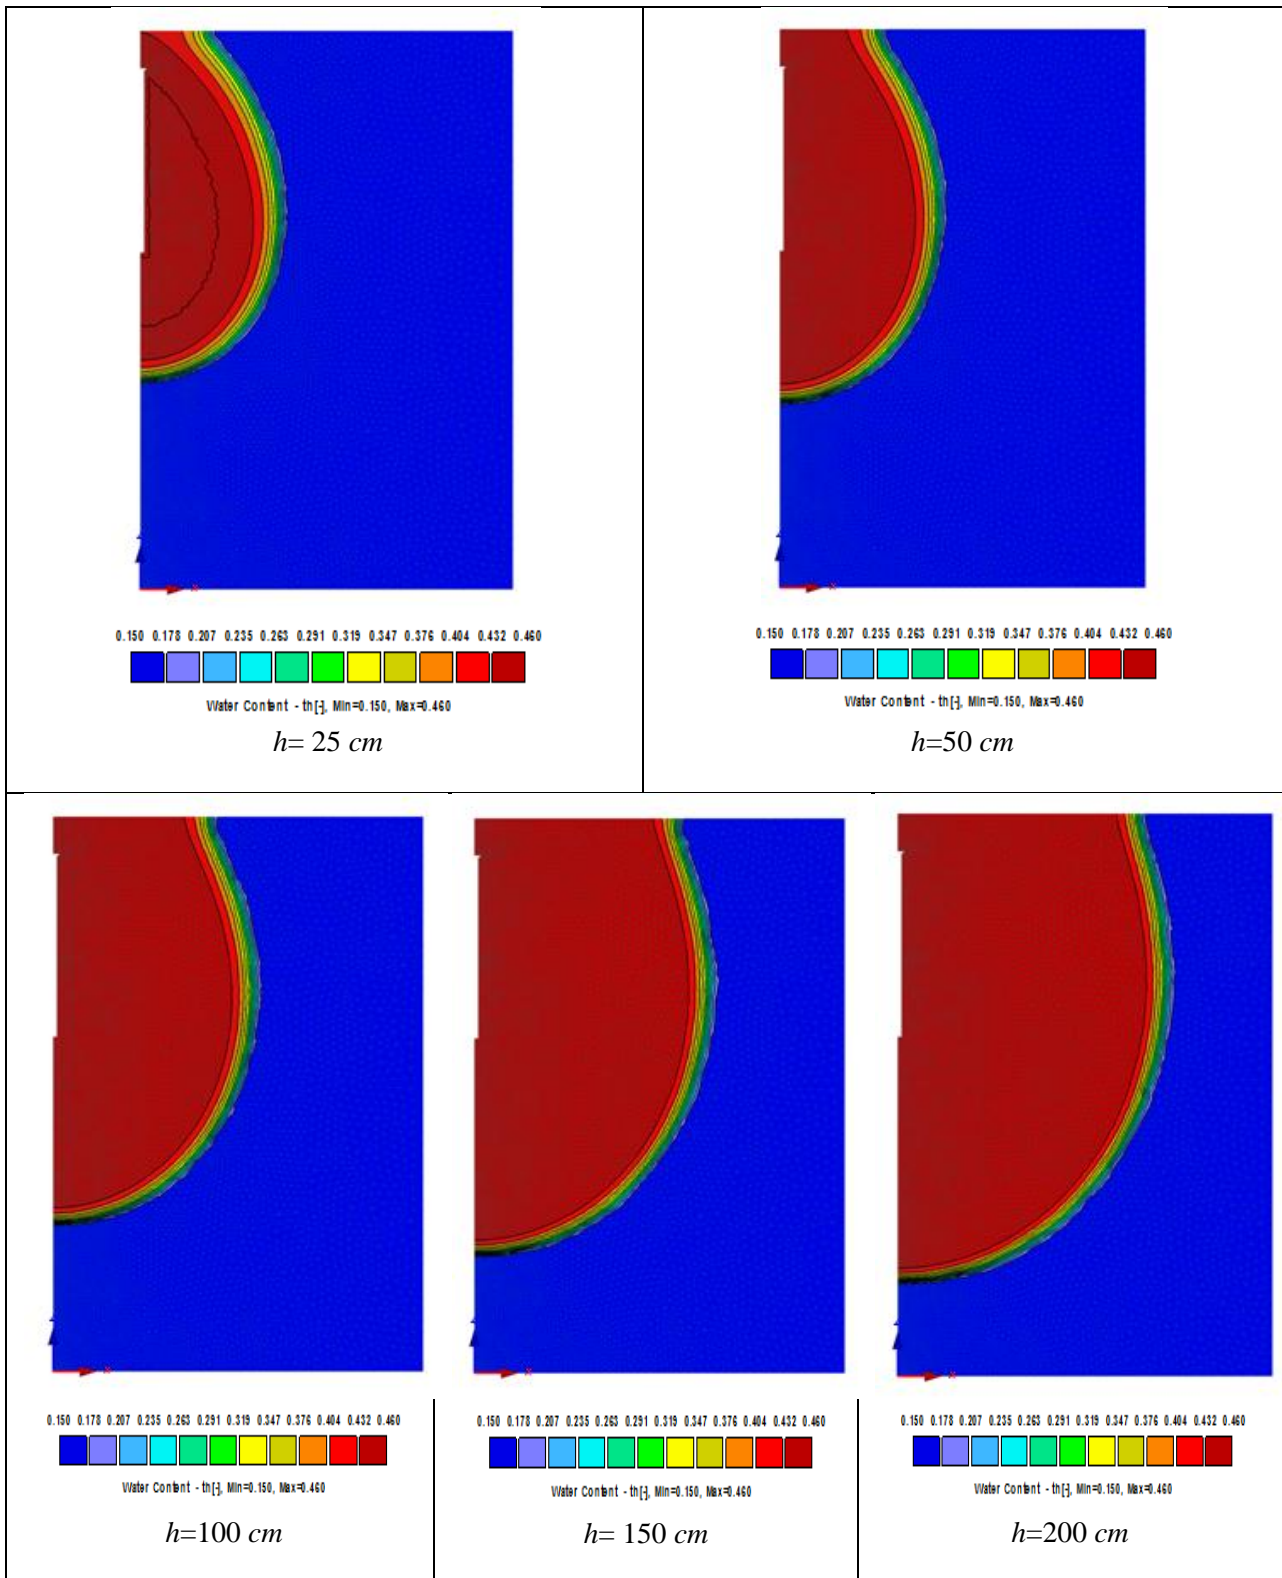 0.150 0.178 0.207 0.235 0.263 0.291 0.319 0.347 0.376 0.404 0.432 0.460
Water Content - th[-], Min=0.150, Max=0.460
h= 25 cm
0.150 0.178 0.207 0.235 0.263 0.291 0.319 0.347 0.376 0.404 0.432 0.460
Water Content - th[-], Min=0.150, Max=0.460
h=50 cm
0.150 0.178 0.207 0.235 0.263 0.291 0.319 0.347 0.376 0.404 0.432 0.460
Water Content - th[-], Min=0.150, Max=0.460
h=100 cm
0.150 0.178 0.207 0.235 0.263 0.291 0.319 0.347 0.376 0.404 0.432 0.460
Water Content - th[-], Min=0.150, Max=0.460
h= 150 cm
0.150 0.178 0.207 0.235 0.263 0.291 0.319 0.347 0.376 0.404 0.432 0.460
Water Content - th[-], Min=0.150, Max=0.460
h=200 cm